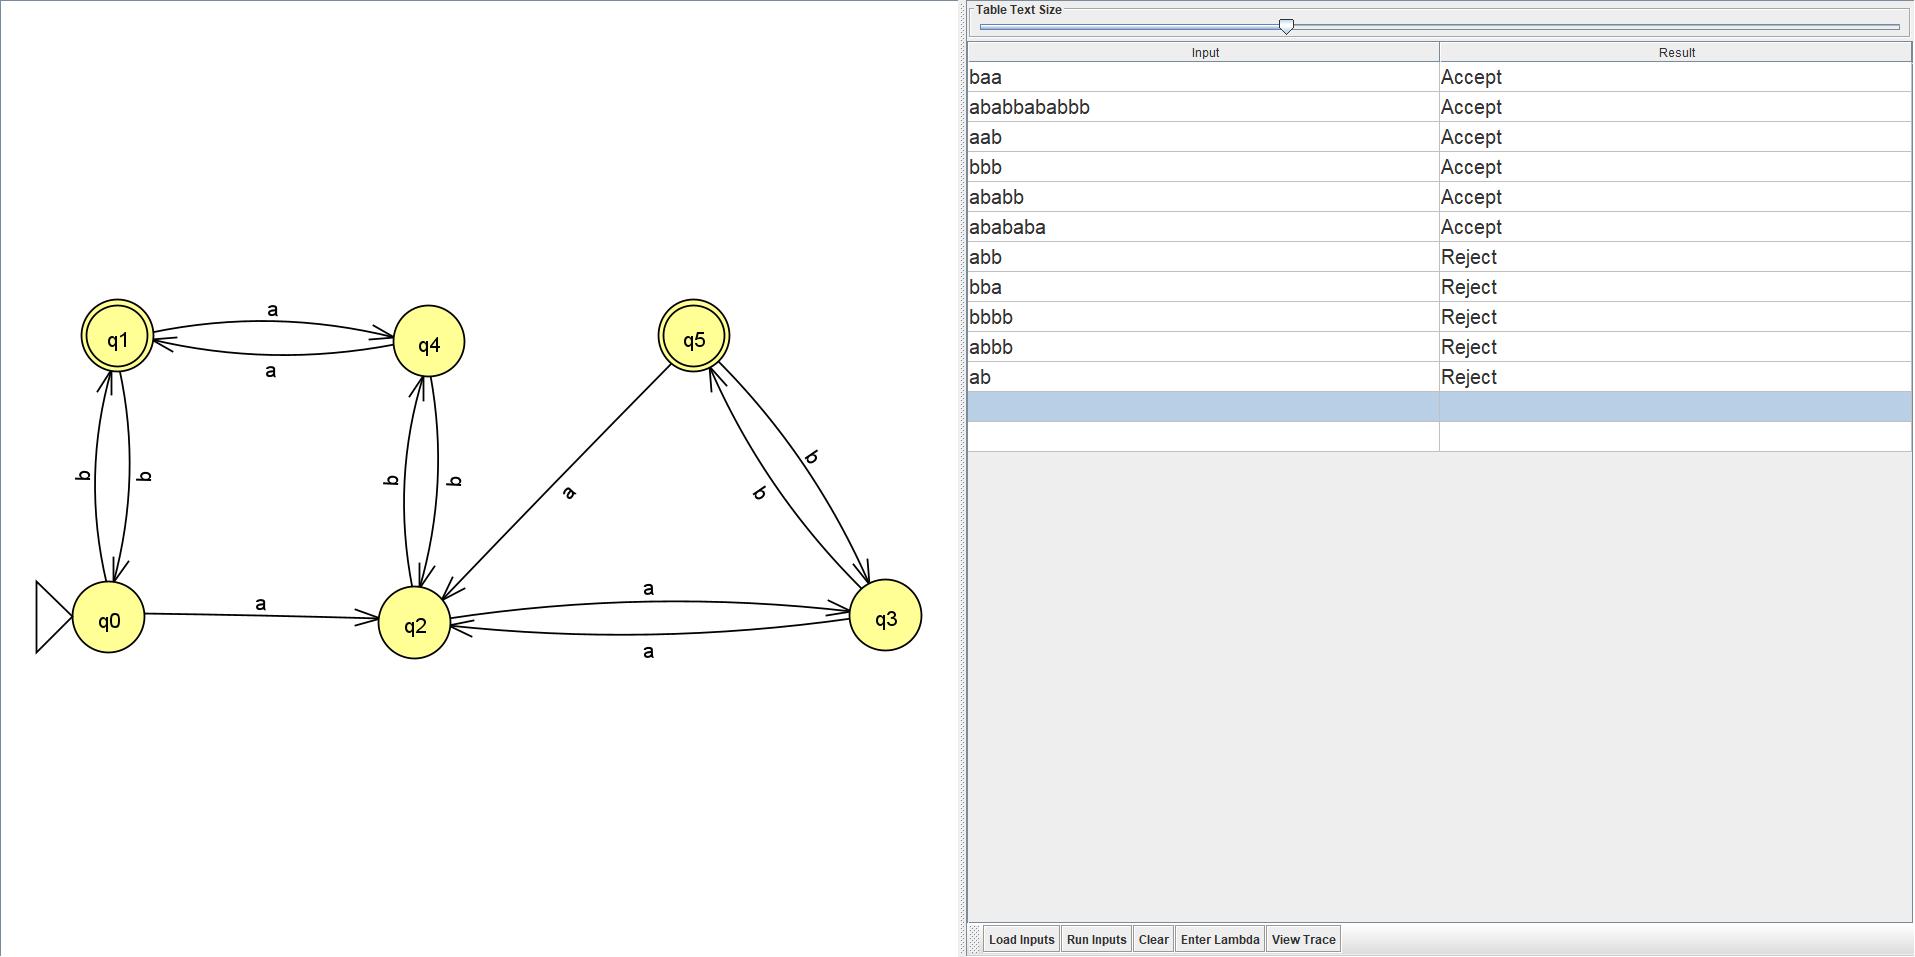 a
q1
q4
q5
a
b
b
b
b
b
a
b
a
a
q0
q2
q3
a
Table Text Size
Input Result
baa Accept
ababbababbb Accept
aab Accept
bbb Accept
ababb Accept
abababa Accept
abb Reject
bba Reject
bbbb Reject
abbb Reject
ab Reject
Load Inputs Run Inputs Clear Enter Lambda View Trace